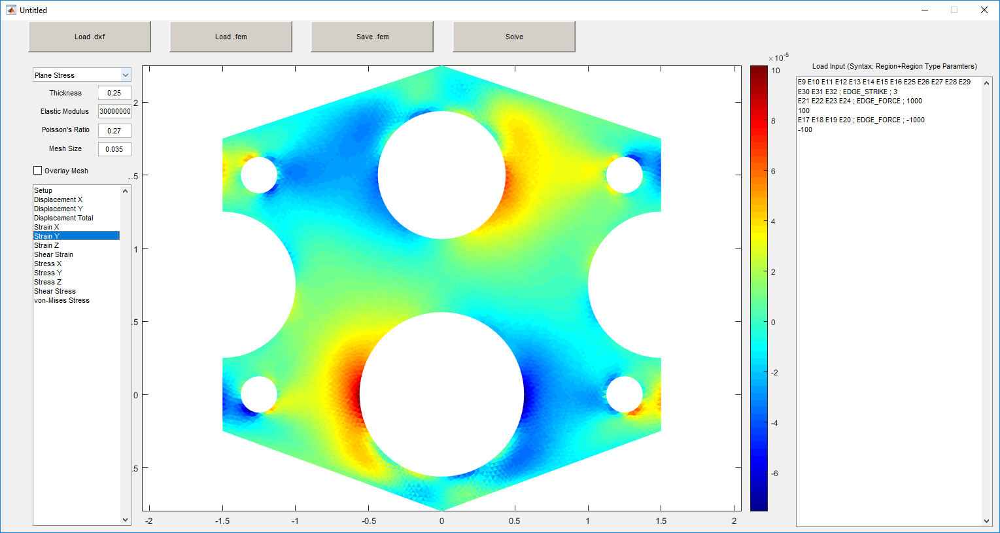 Untitled
Load .dxf
Load .fem
Save .fem
Solve
Plane Stress
Thickness 0.25
Elastic Modulus 30000000
Poisson's Ratio 0.27
Mesh Size 0.035
Overlay Mesh
Setup
Displacement X
Displacement Y
Displacement Total
Strain X
Strain Y
Strain Z
Shear Strain
Stress X
Stress Y
Stress Z
Shear Stress
von-Mises Stress
2
..5
1
.5
0
.5
-2 -1.5 -1 -0.5 0 0.5 1 1.5 2
×10-5
10
8
6
4
2
0
-2
-4
-6
Load Input (Syntax: Region+Region Type Paramters)
E9 E10 E11 E12 E13 E14 E15 E16 E25 E26 E27 E28 E29
E30 E31 E32 ; EDGE_STRIKE ; 3
E21 E22 E23 E24 ; EDGE_FORCE ; 1000
100
E17 E18 E19 E20 ; EDGE_FORCE ; -1000
-100